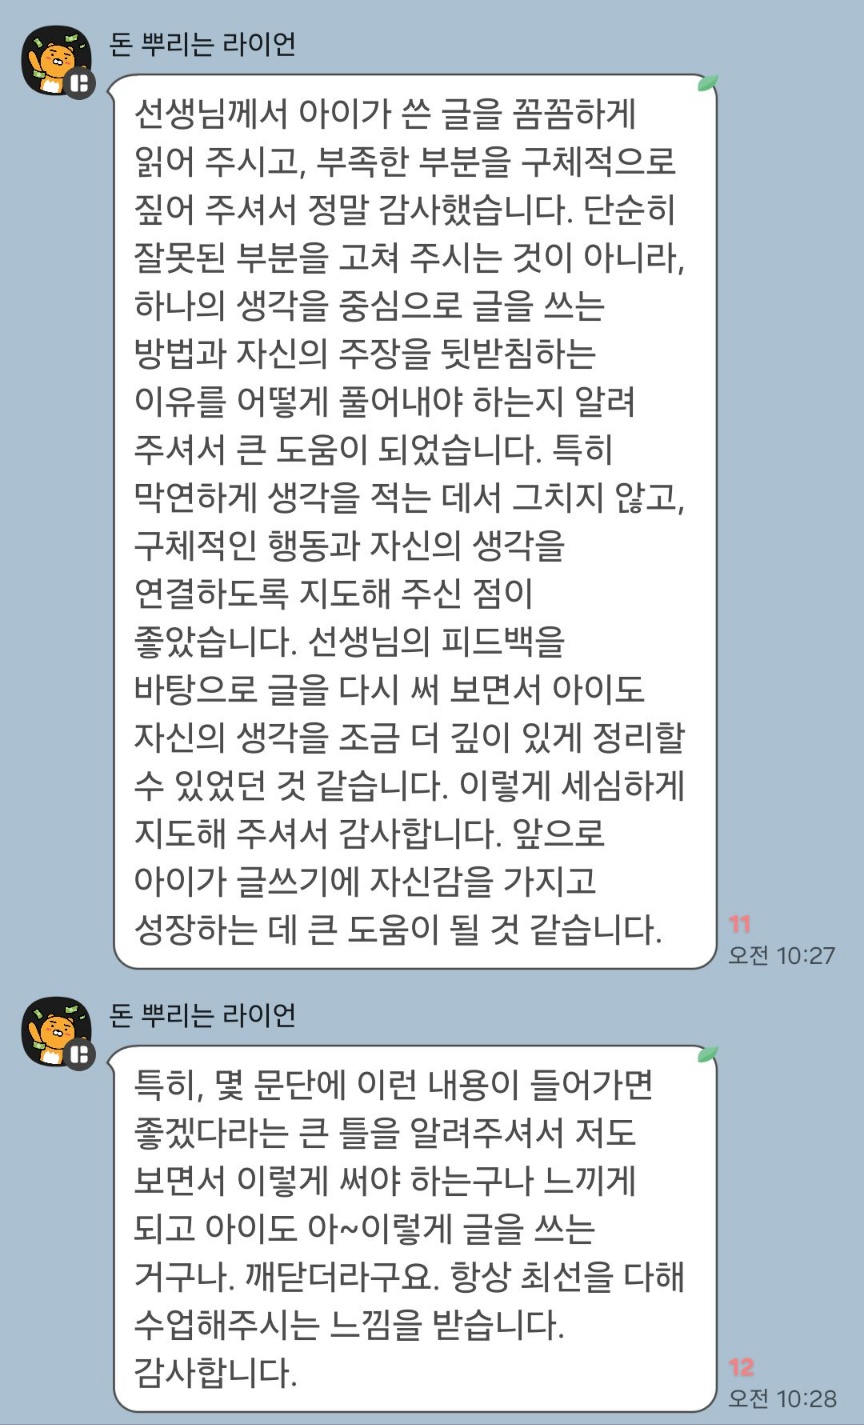 돈 뿌리는 라이언
선생님께서 아이가 쓴 글을 꼼꼼하게
읽어 주시고, 부족한 부분을 구체적으로
짚어 주셔서 정말 감사했습니다. 단순히
잘못된 부분을 고쳐 주시는 것이 아니라,
하나의 생각을 중심으로 글을 쓰는
방법과 자신의 주장을 뒷받침하는
이유를 어떻게 풀어내야 하는지 알려
주셔서 큰 도움이 되었습니다. 특히
막연하게 생각을 적는 데서 그치지 않고,
구체적인 행동과 자신의 생각을
연결하도록 지도해 주신 점이
좋았습니다. 선생님의 피드백을
바탕으로 글을 다시 써 보면서 아이도
자신의 생각을 조금 더 깊이 있게 정리할
수 있었던 것 같습니다. 이렇게 세심하게
지도해 주셔서 감사합니다. 앞으로
아이가 글쓰기에 자신감을 가지고
성장하는 데 큰 도움이 될 것 같습니다.
11
오전 10:27
돈 뿌리는 라이언
특히, 몇 문단에 이런 내용이 들어가면
좋겠다라는 큰 틀을 알려주셔서 저도
보면서 이렇게 써야 하는구나 느끼게
되고 아이도 아~이렇게 글을 쓰는
거구나. 깨닫더라구요. 항상 최선을 다해
수업해주시는 느낌을 받습니다.
감사합니다.
12
오전 10:28